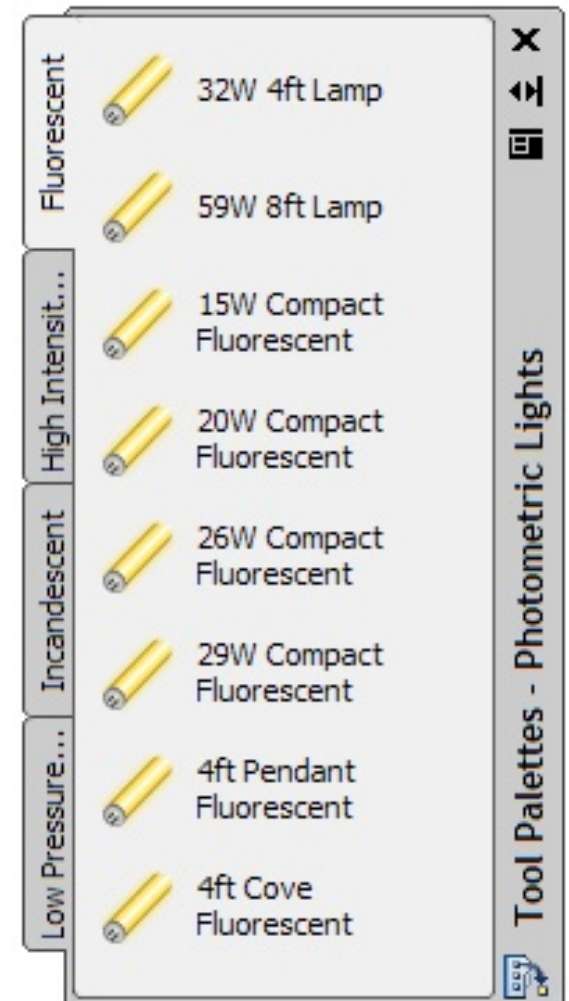 Fluorescent
High Intensit...
Incandescent
Low Pressure...
32W 4ft Lamp
59W 8ft Lamp
15W Compact
Fluorescent
20W Compact
Fluorescent
26W Compact
Fluorescent
29W Compact
Fluorescent
4ft Pendant
Fluorescent
4ft Cove
Fluorescent
Tool Palettes - Photometric Lights